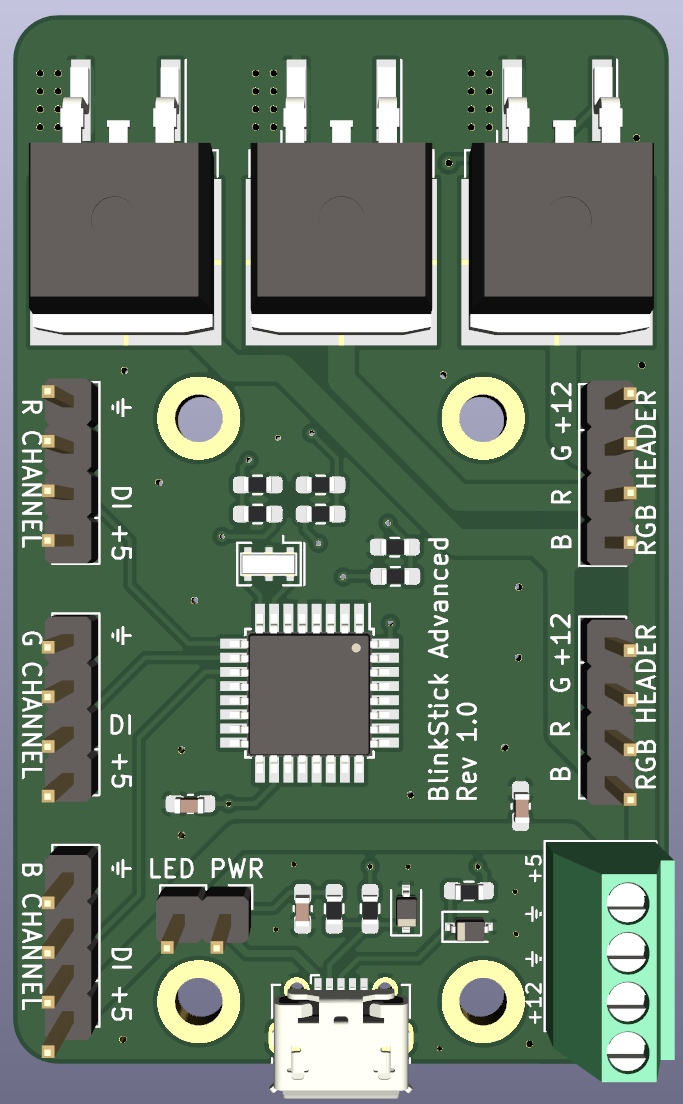 R CHANNEL
DI +5
G +12
R
B
RGB HEADER
G CHANNEL
DI
+5
G +12
R
B
RGB HEADER
BlinkStick Advanced
Rev 1.0
B CHANNEL
DI +5
LED PWR
+5
+12